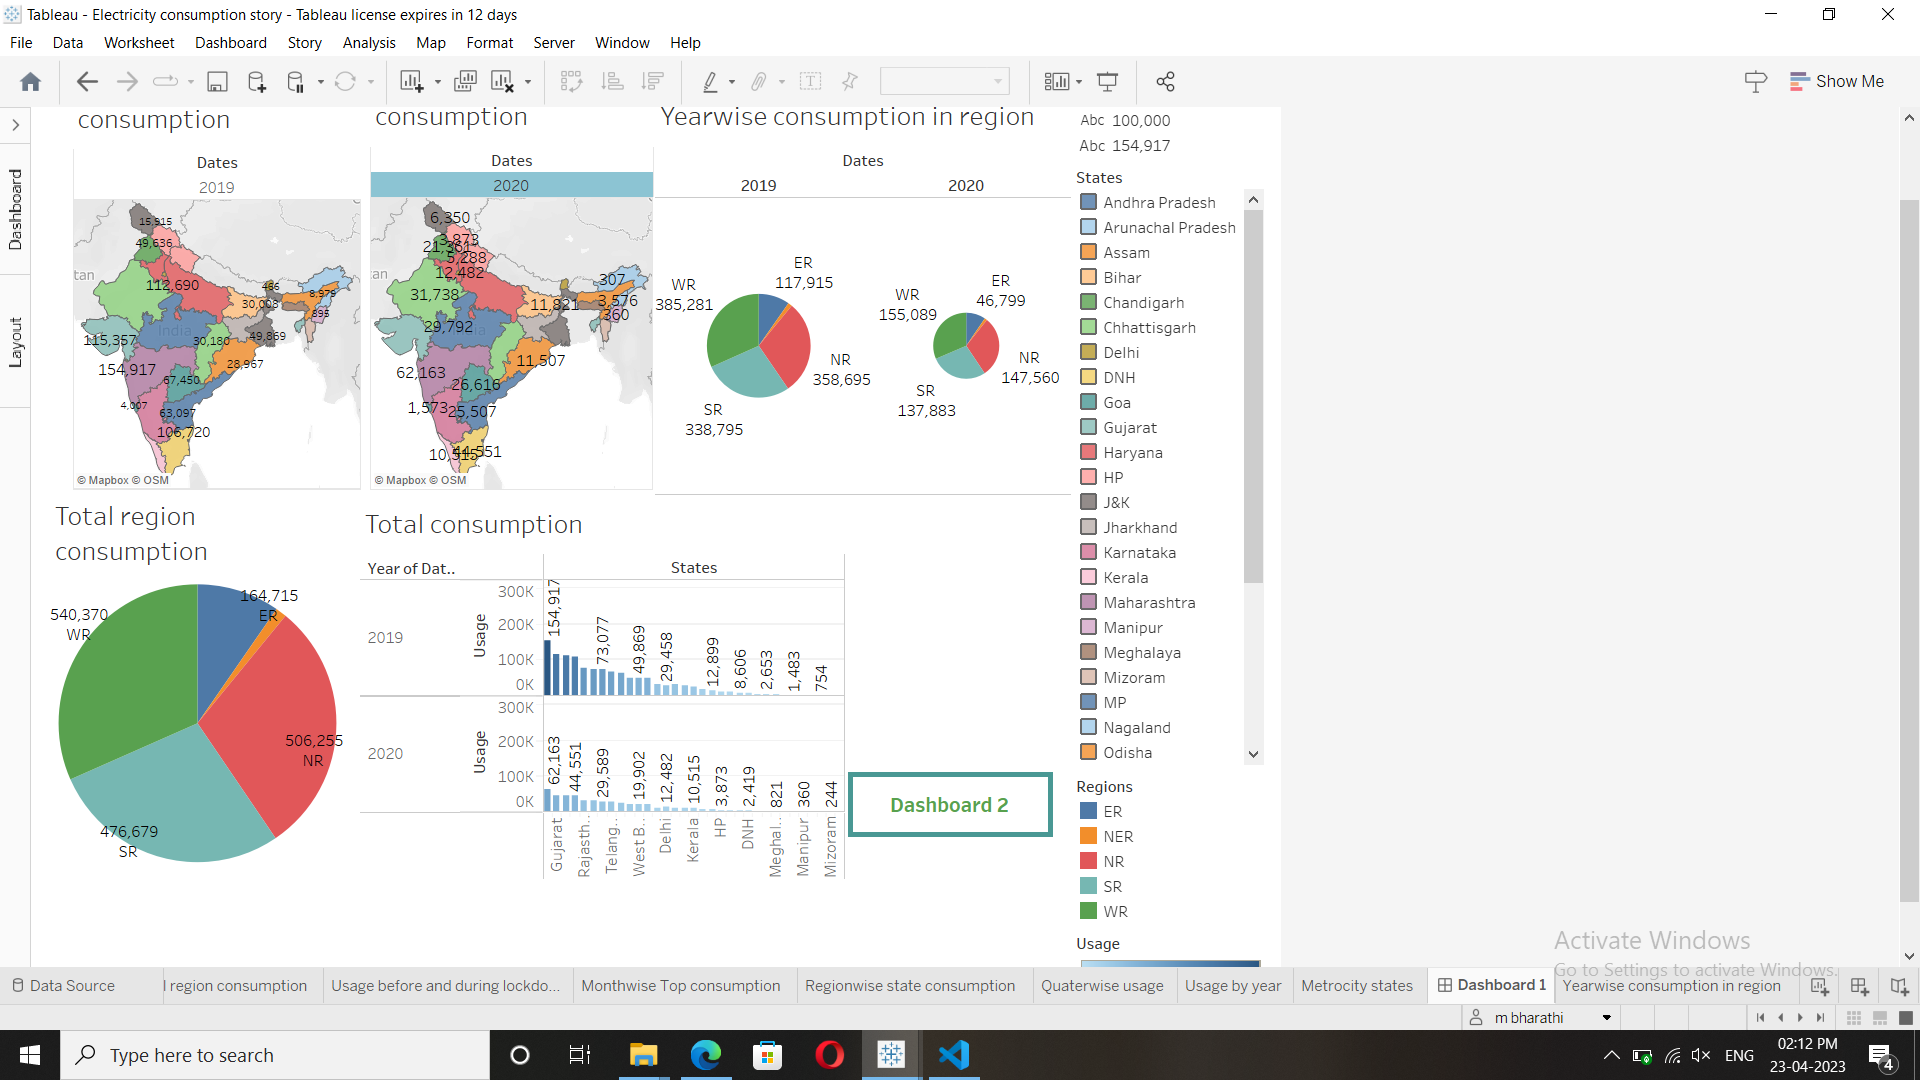 Tableau - Electricity consumption story - Tableau license expires in 12 days
File Data Worksheet Dashboard Story Analysis Map Format Server Window Help
Show Me
Dashboard
Layout
consumption
Dates
2019
15,915
49,636
tan
112,690
466
8,979
30,003
895
India
115,357
30,180
49,869
28,967
154,917
67,450
4,007
63,097
106,720
© Mapbox © OSM
consumption
Dates
2020
6,350
3,873
21,361
5,288
tan
12,482
307
31,738
11,821
3,576
360
29,792
11,507
62,163
26,616
1,573
25,507
10,515
44,551
© Mapbox © OSM
Yearwise consumption in region
Dates
2019 2020
ER
117,915
WR
385,281
NR
358,695
SR
338,795
ER
46,799
WR
155,089
NR
147,560
SR
137,883
Abc 100,000
Abc 154,917
States
Andhra Pradesh
Arunachal Pradesh
Assam
Bihar
Chandigarh
Chhattisgarh
Delhi
DNH
Goa
Gujarat
Haryana
HP
J&K
Jharkhand
Karnataka
Kerala
Maharashtra
Manipur
Meghalaya
Mizoram
MP
Nagaland
Odisha
Regions
ER
NER
NR
SR
WR
Usage
Total region
consumption
164,715
ER
540,370
WR
506,255
NR
476,679
SR
Total consumption
Year of Dat..
States
2019
Usage
300K
200K
100K
0K
154,917
73,077
49,869
29,458
12,899
8,606
2,653
1,483
754
2020
Usage
300K
200K
100K
0K
62,163
44,551
29,589
19,902
12,482
10,515
3,873
2,419
821
360
244
Gujarat
Rajasth..
Telang..
West B..
Delhi
Kerala
HP
DNH
Meghal..
Manipur
Mizoram
Dashboard 2
Activate Windows
Go to Settings to activate Windows.
Data Source
l region consumption
Usage before and during lockdo...
Monthwise Top consumption
Regionwise state consumption
Quaterwise usage
Usage by year
Metrocity states
Dashboard 1
Yearwise consumption in region
m bharathi
Type here to search
ENG
02:12 PM
23-04-2023
4